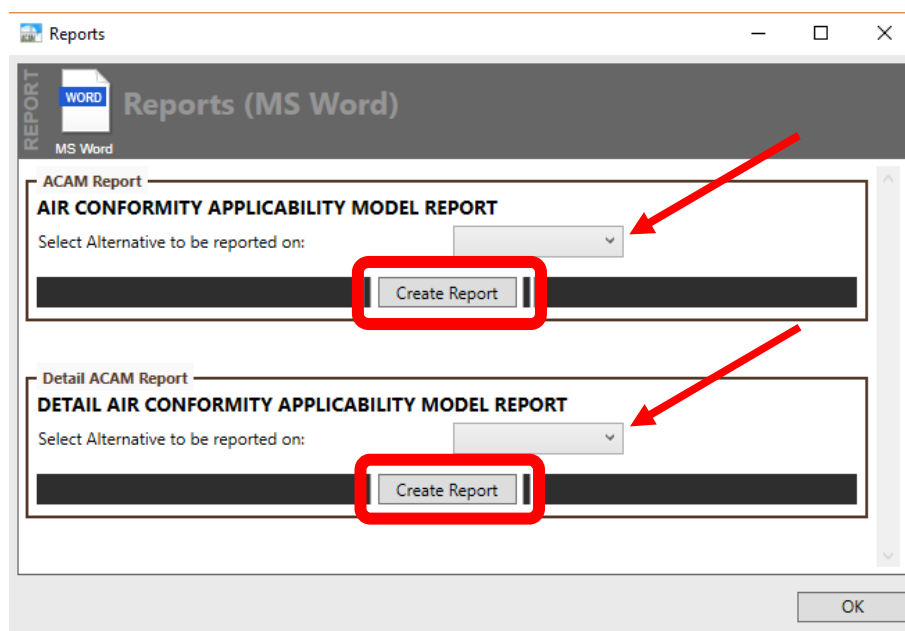 Reports
REPORT
WORD
MS Word
Reports (MS Word)
ACAM Report
AIR CONFORMITY APPLICABILITY MODEL REPORT
Select Alternative to be reported on:
Create Report
Detail ACAM Report
DETAIL AIR CONFORMITY APPLICABILITY MODEL REPORT
Select Alternative to be reported on:
Create Report
OK